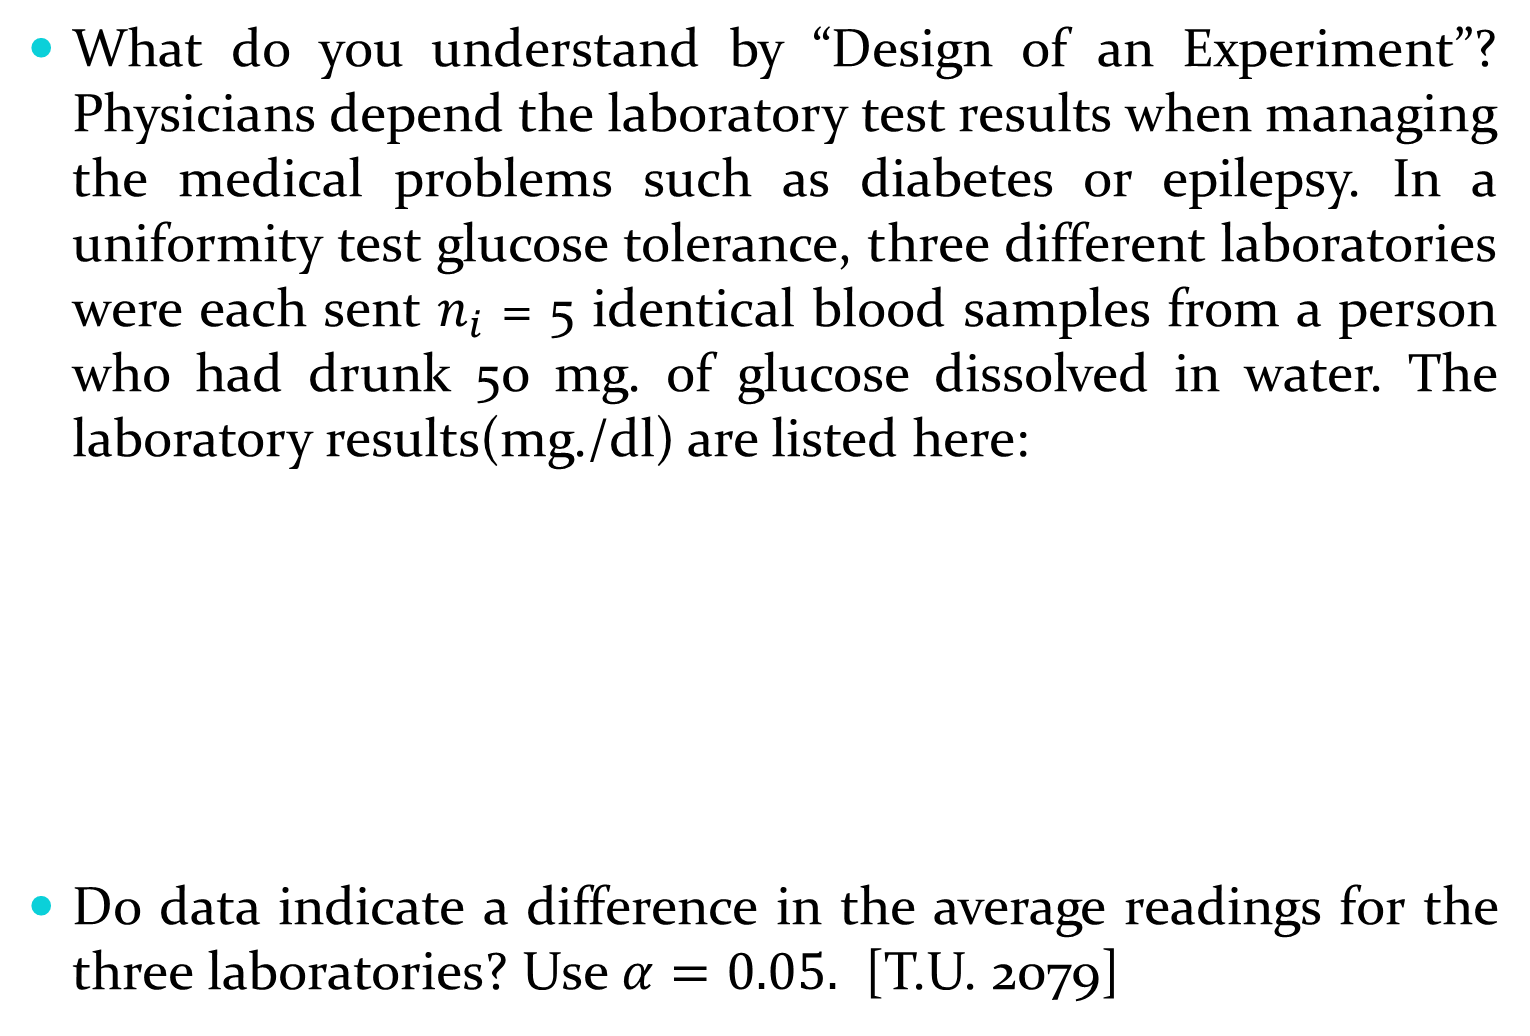 • What do you understand by “Design of an Experiment”?
Physicians depend the laboratory test results when managing
the medical problems such as diabetes or epilepsy. In a
uniformity test glucose tolerance, three different laboratories
were each sent nᵢ = 5 identical blood samples from a person
who had drunk 50 mg. of glucose dissolved in water. The
laboratory results(mg./dl) are listed here:
• Do data indicate a difference in the average readings for the
three laboratories? Use α = 0.05. [T.U. 2079]